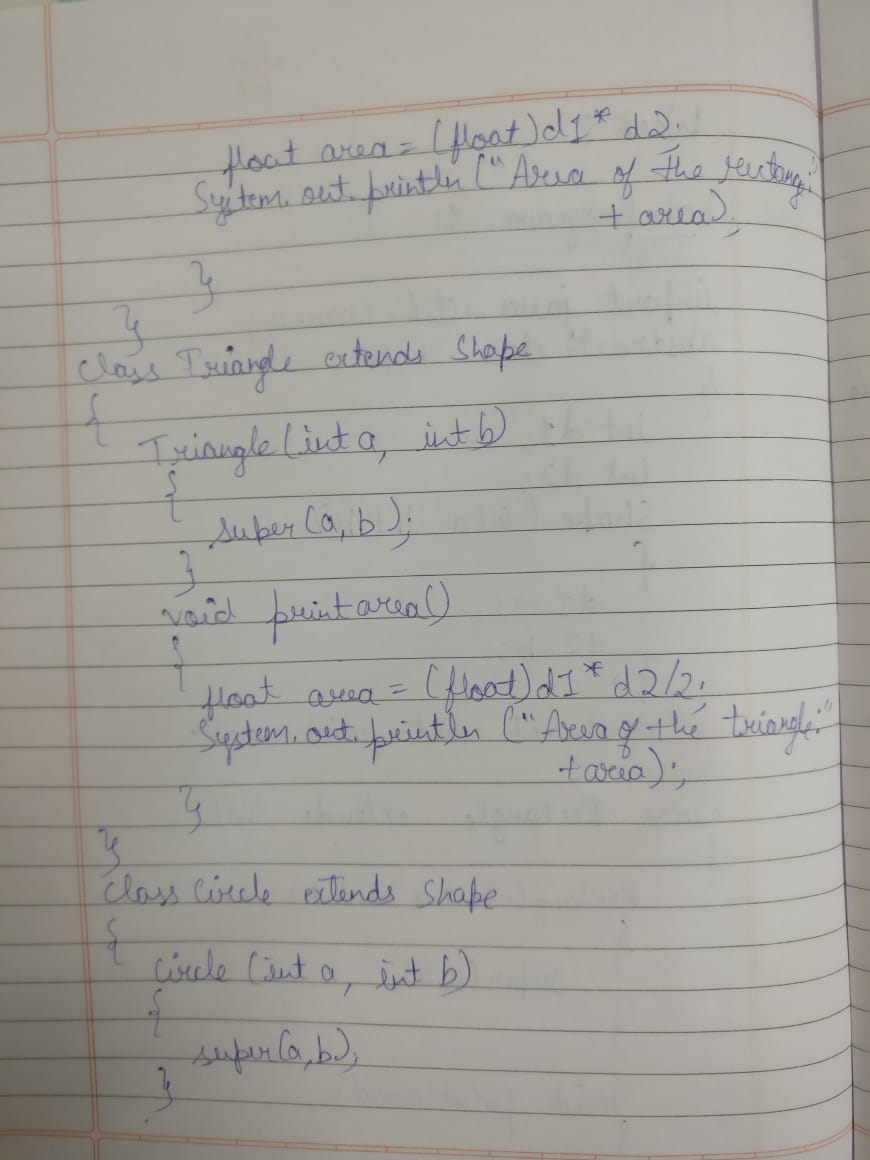 float area = (float)d1* d2;
System.out.println ("Area of the rectang:"
+ area);
}
}
class Triangle extends Shape
{
Triangle (int a, int b)
{
super (a, b);
}
void printarea()
{
float area = (float)d1* d2/2;
System.out.println ("Area of the triangle:"
+area);
}
}
class Circle extends Shape
{
Circle (int a, int b)
{
super(a,b);
}